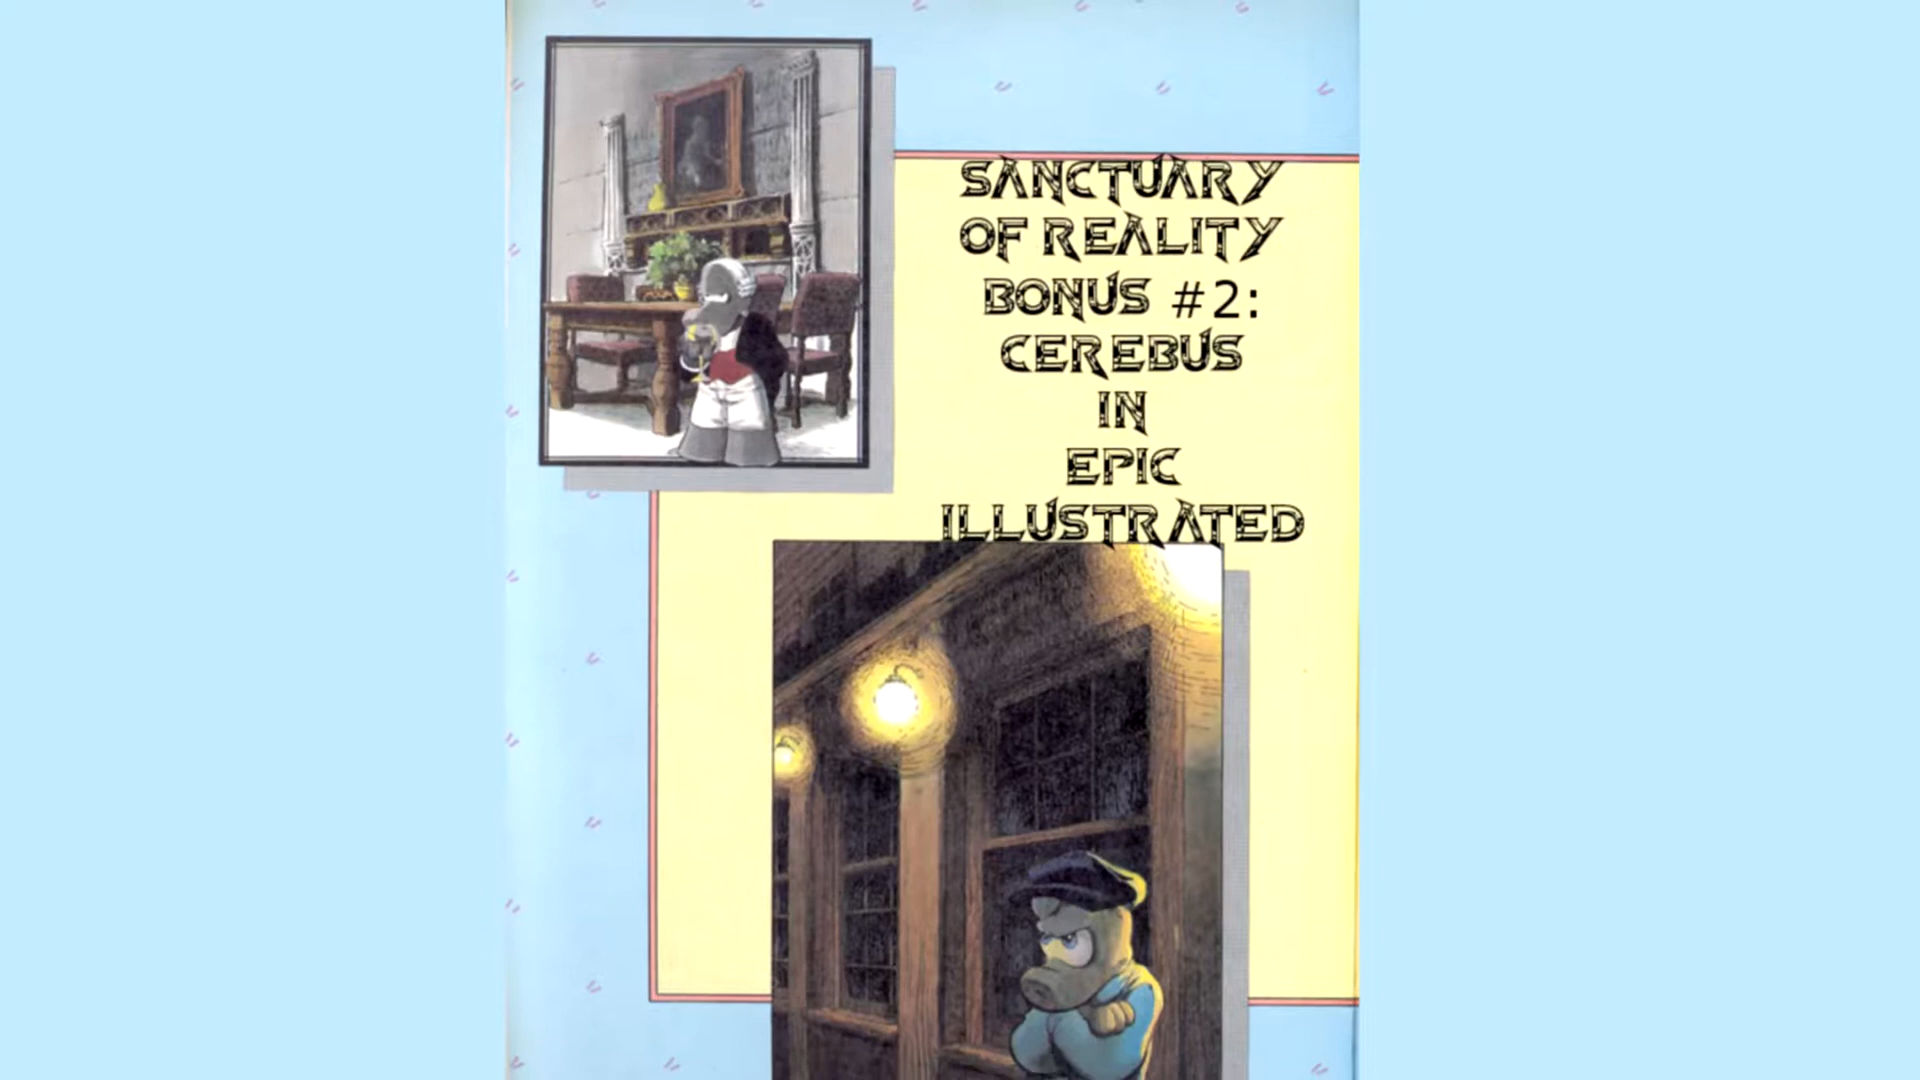 SANCTUARY
OF REALITY
BONUS #2:
CEREBUS
IN
EPIC
ILLUSTRATED